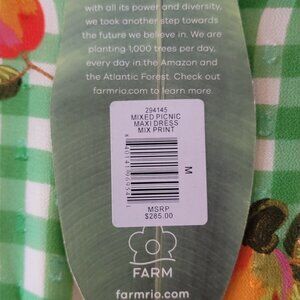 with all its power and diversity,
we took another step towards
the future we believe in. We are
planting 1,000 trees per day,
every day in the Amazon and
the Atlantic Forest. Check out
farmrio.com to learn more.
294145
MIXED PICNIC
MAXI DRESS
MIX PRINT
M
MSRP
$285.00
FARM
farmrio.com